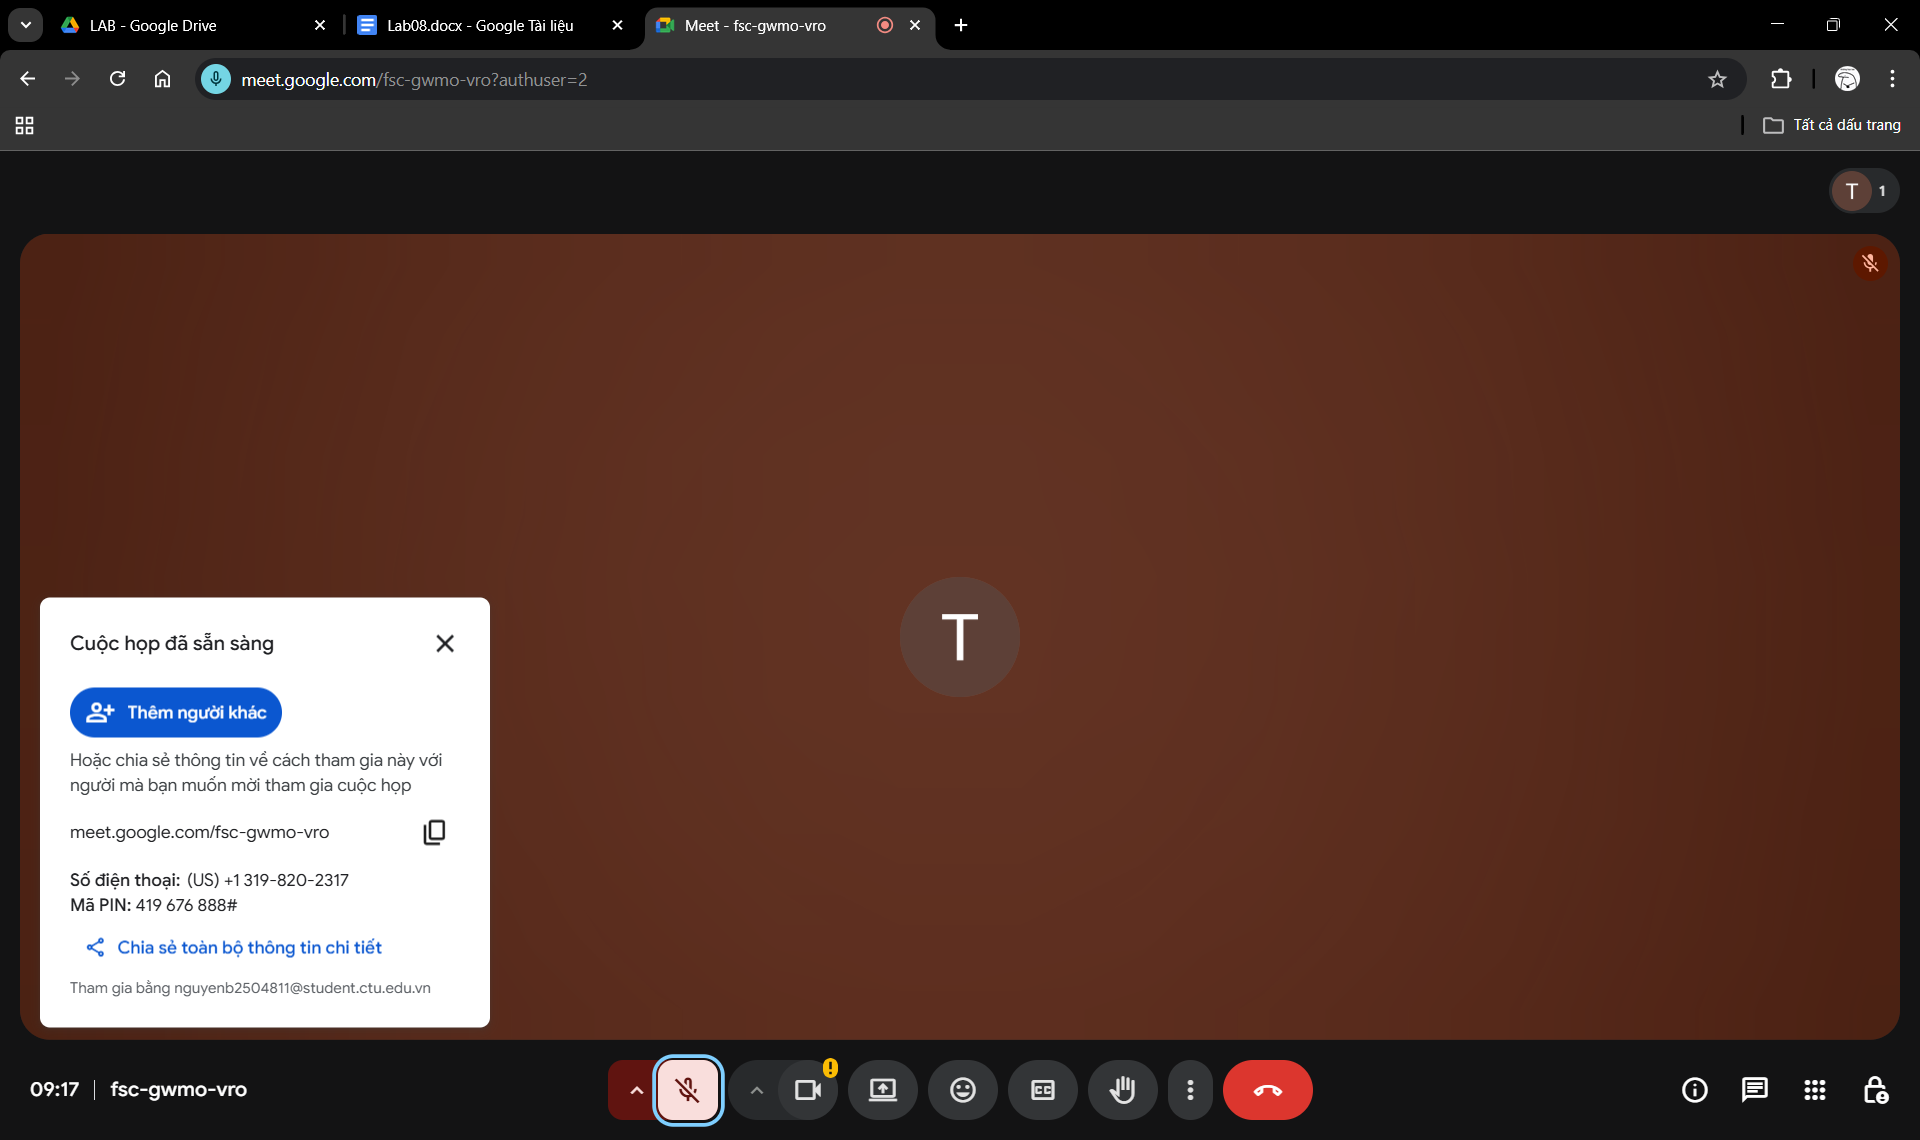 LAB - Google Drive
Lab08.docx - Google Tài liệu
Meet - fsc-gwmo-vro
meet.google.com/fsc-gwmo-vro?authuser=2
Tất cả dấu trang
T 1
T
Cuộc họp đã sẵn sàng
Thêm người khác
Hoặc chia sẻ thông tin về cách tham gia này với
người mà bạn muốn mời tham gia cuộc họp
meet.google.com/fsc-gwmo-vro
Số điện thoại: (US) +1 319-820-2317
Mã PIN: 419 676 888#
Chia sẻ toàn bộ thông tin chi tiết
Tham gia bằng nguyenb2504811@student.ctu.edu.vn
09:17 | fsc-gwmo-vro
CC